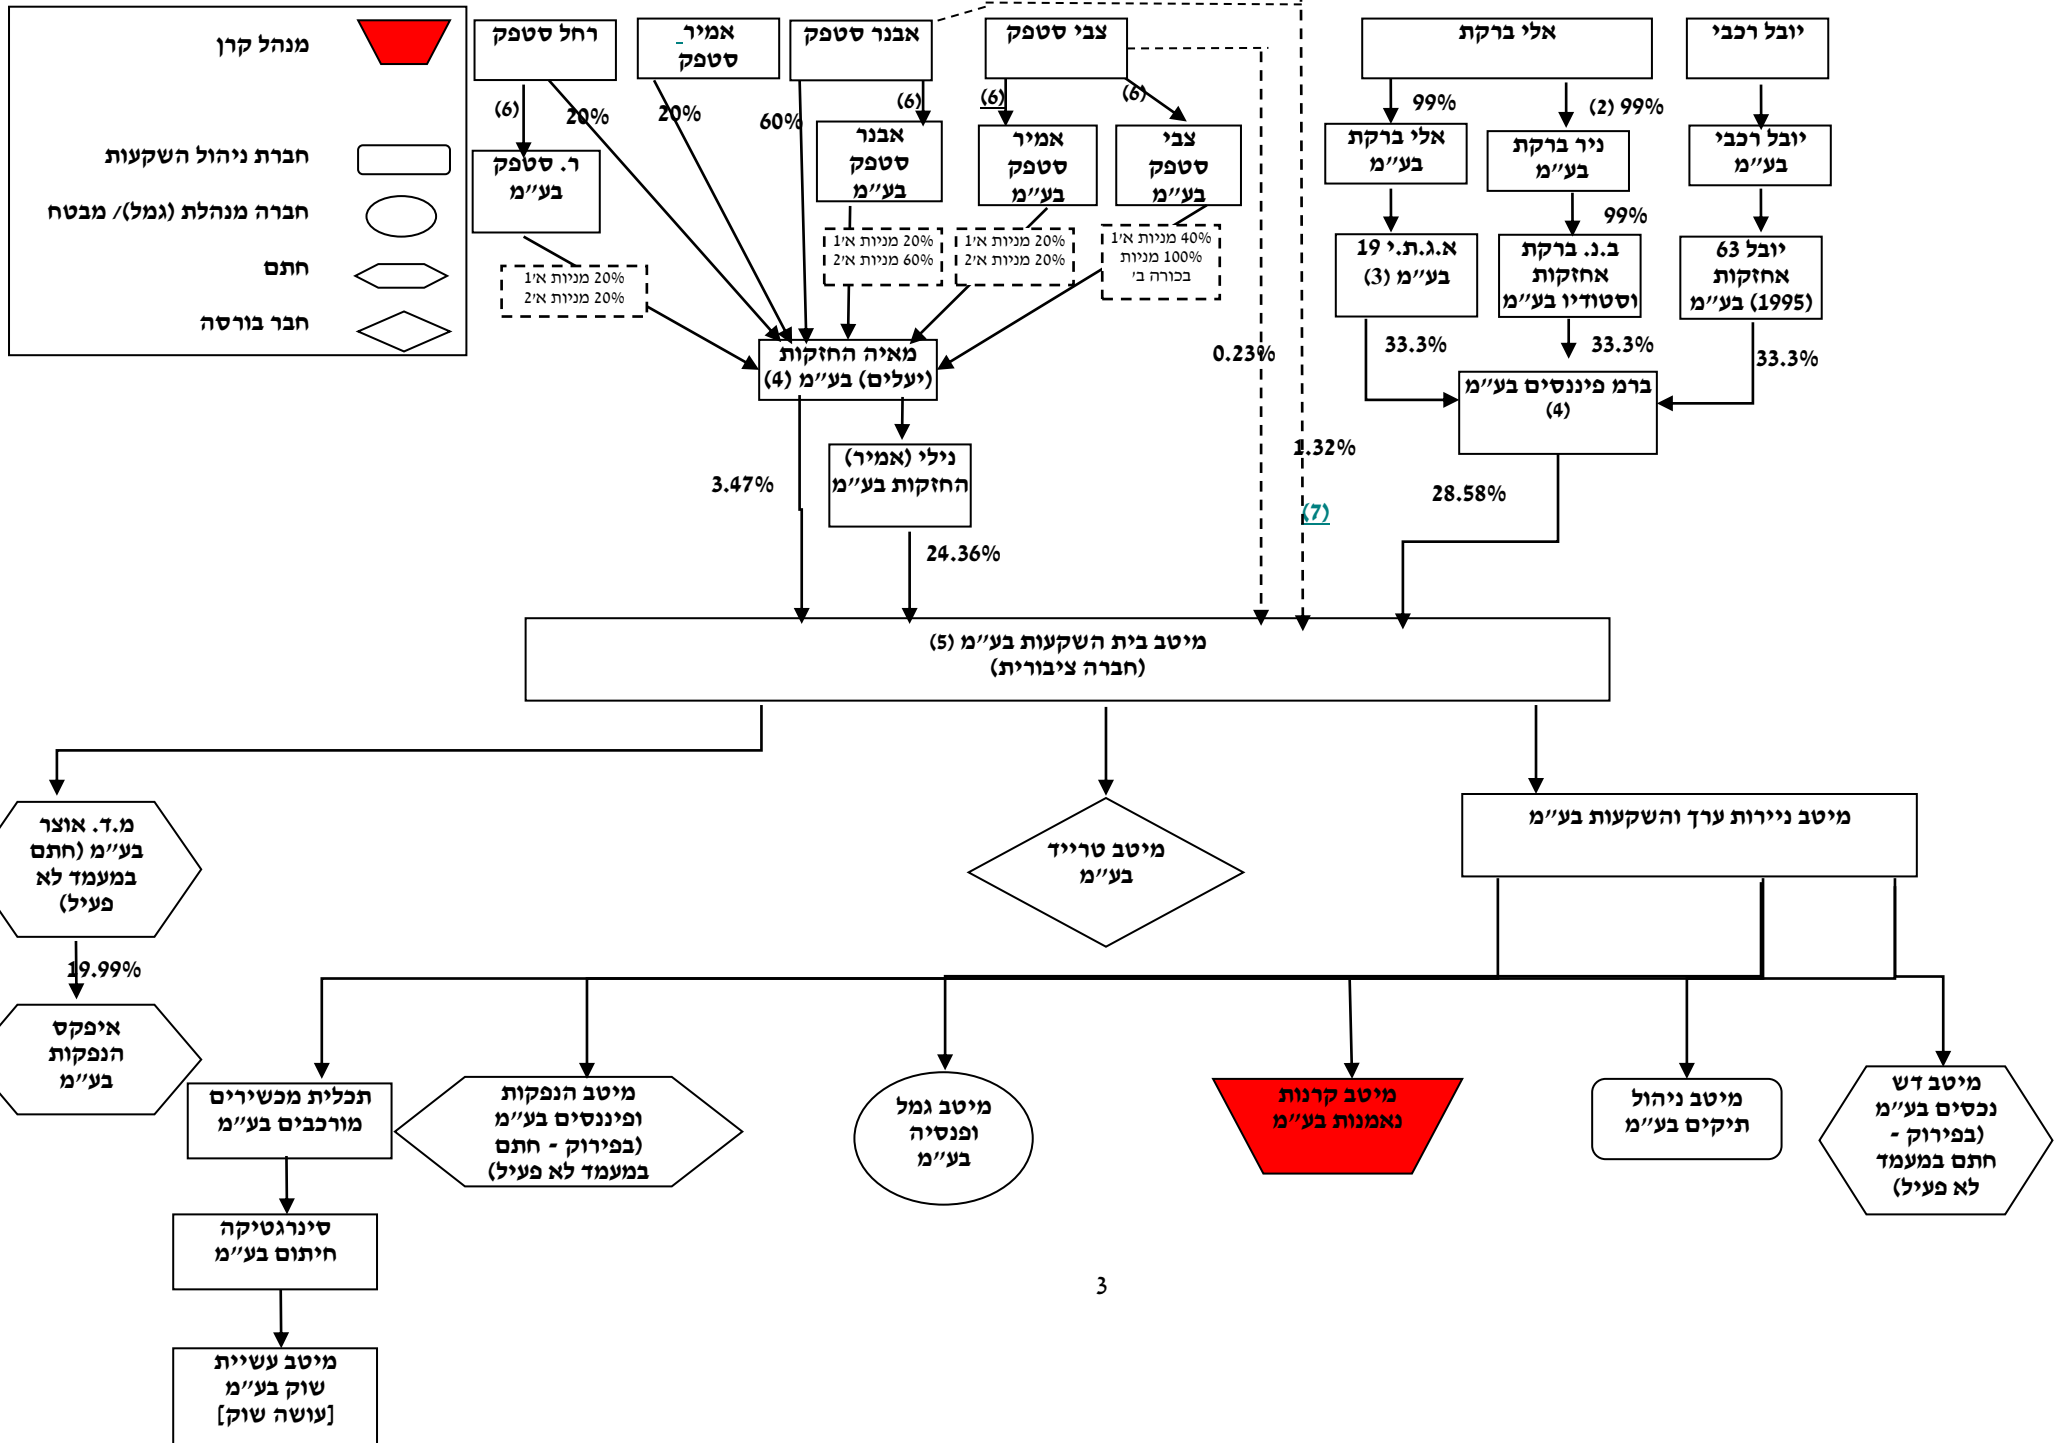 מנהל קרן
חברת ניהול השקעות
חברה מנהלת (גמל)/ מבטח
חתם
חבר בורסה
יובל רכבי
אלי ברקת
צבי סטפק
אבנר סטפק
אמיר
סטפק
רחל סטפק
99%
(2) 99%
(6)
(6)
(6)
60%
20%
20%
(6)
יובל רכבי
בע״מ
ניר ברקת
בע״מ
אלי ברקת
בע״מ
צבי
סטפק
בע״מ
אמיר
סטפק
בע״מ
אבנר
סטפק
בע״מ
ר. סטפק
בע״מ
99%
יובל 63
אחזקות
(1995) בע״מ
ב.נ. ברקת
אחזקות
וסטודיו בע״מ
א.ג.ת.י 19
בע״מ (3)
40% מניות א׳1
100% מניות
בכורה ב׳
20% מניות א׳1
20% מניות א׳2
20% מניות א׳1
60% מניות א׳2
20% מניות א׳1
20% מניות א׳2
33.3%
33.3%
33.3%
0.23%
מאיה החזקות
(יעלים) בע״מ (4)
ברמ פיננסים בע״מ
(4)
1.32%
נילי (אמיר)
החזקות בע״מ
3.47%
28.58%
(7)
24.36%
מיטב בית השקעות בע״מ (5)
(חברה ציבורית)
מיטב ניירות ערך והשקעות בע״מ
מיטב טרייד
בע״מ
מ.ד. אוצר
בע״מ (חתם
במעמד לא
פעיל)
19.99%
איפקס
הנפקות
בע״מ
מיטב דש
נכסים בע״מ
(בפירוק -
חתם במעמד
לא פעיל)
מיטב ניהול
תיקים בע״מ
מיטב קרנות
נאמנות בע״מ
מיטב גמל
ופנסיה
בע״מ
מיטב הנפקות
ופיננסים בע״מ
(בפירוק - חתם
במעמד לא פעיל)
תכלית מכשירים
מורכבים בע״מ
סינרגטיקה
חיתום בע״מ
מיטב עשיית
שוק בע״מ
[עושה שוק]
3